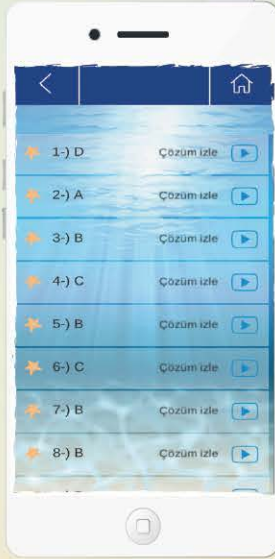 1-) D Çözüm izle
2-) A Çözüm izle
3-) B Çözüm izle
4-) C Çözüm izle
5-) B Çözüm izle
6-) C Çözüm izle
7-) B Çözüm izle
8-) B Çözüm izle